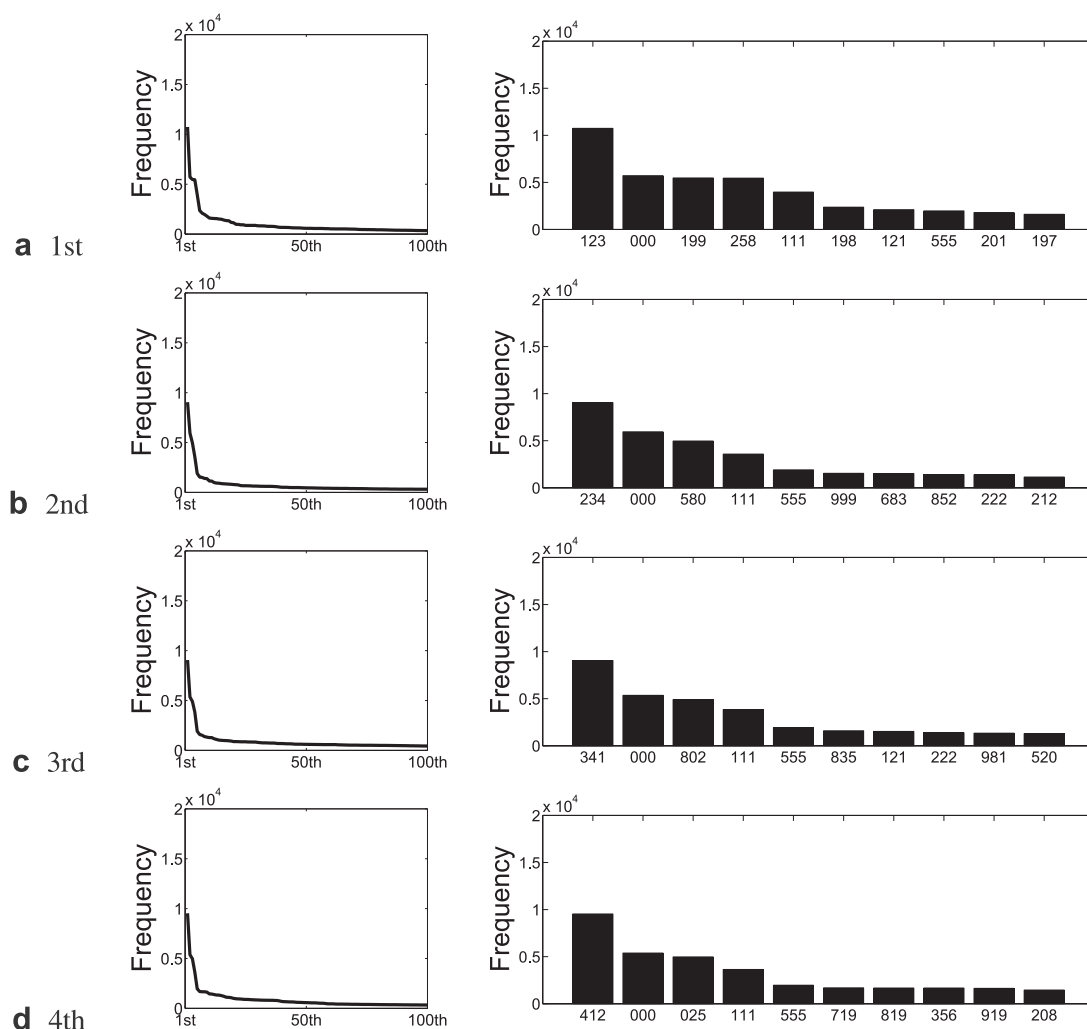 x 10^4
2
1.5
1
0.5
0
Frequency
1st 50th 100th
x 10^4
2
1.5
1
0.5
0
Frequency
123 000 199 258 111 198 121 555 201 197
a 1st
x 10^4
2
1.5
1
0.5
0
Frequency
1st 50th 100th
x 10^4
2
1.5
1
0.5
0
Frequency
234 000 580 111 555 999 683 852 222 212
b 2nd
x 10^4
2
1.5
1
0.5
0
Frequency
1st 50th 100th
x 10^4
2
1.5
1
0.5
0
Frequency
341 000 802 111 555 835 121 222 981 520
c 3rd
x 10^4
2
1.5
1
0.5
0
Frequency
1st 50th 100th
x 10^4
2
1.5
1
0.5
0
Frequency
412 000 025 111 555 719 819 356 919 208
d 4th